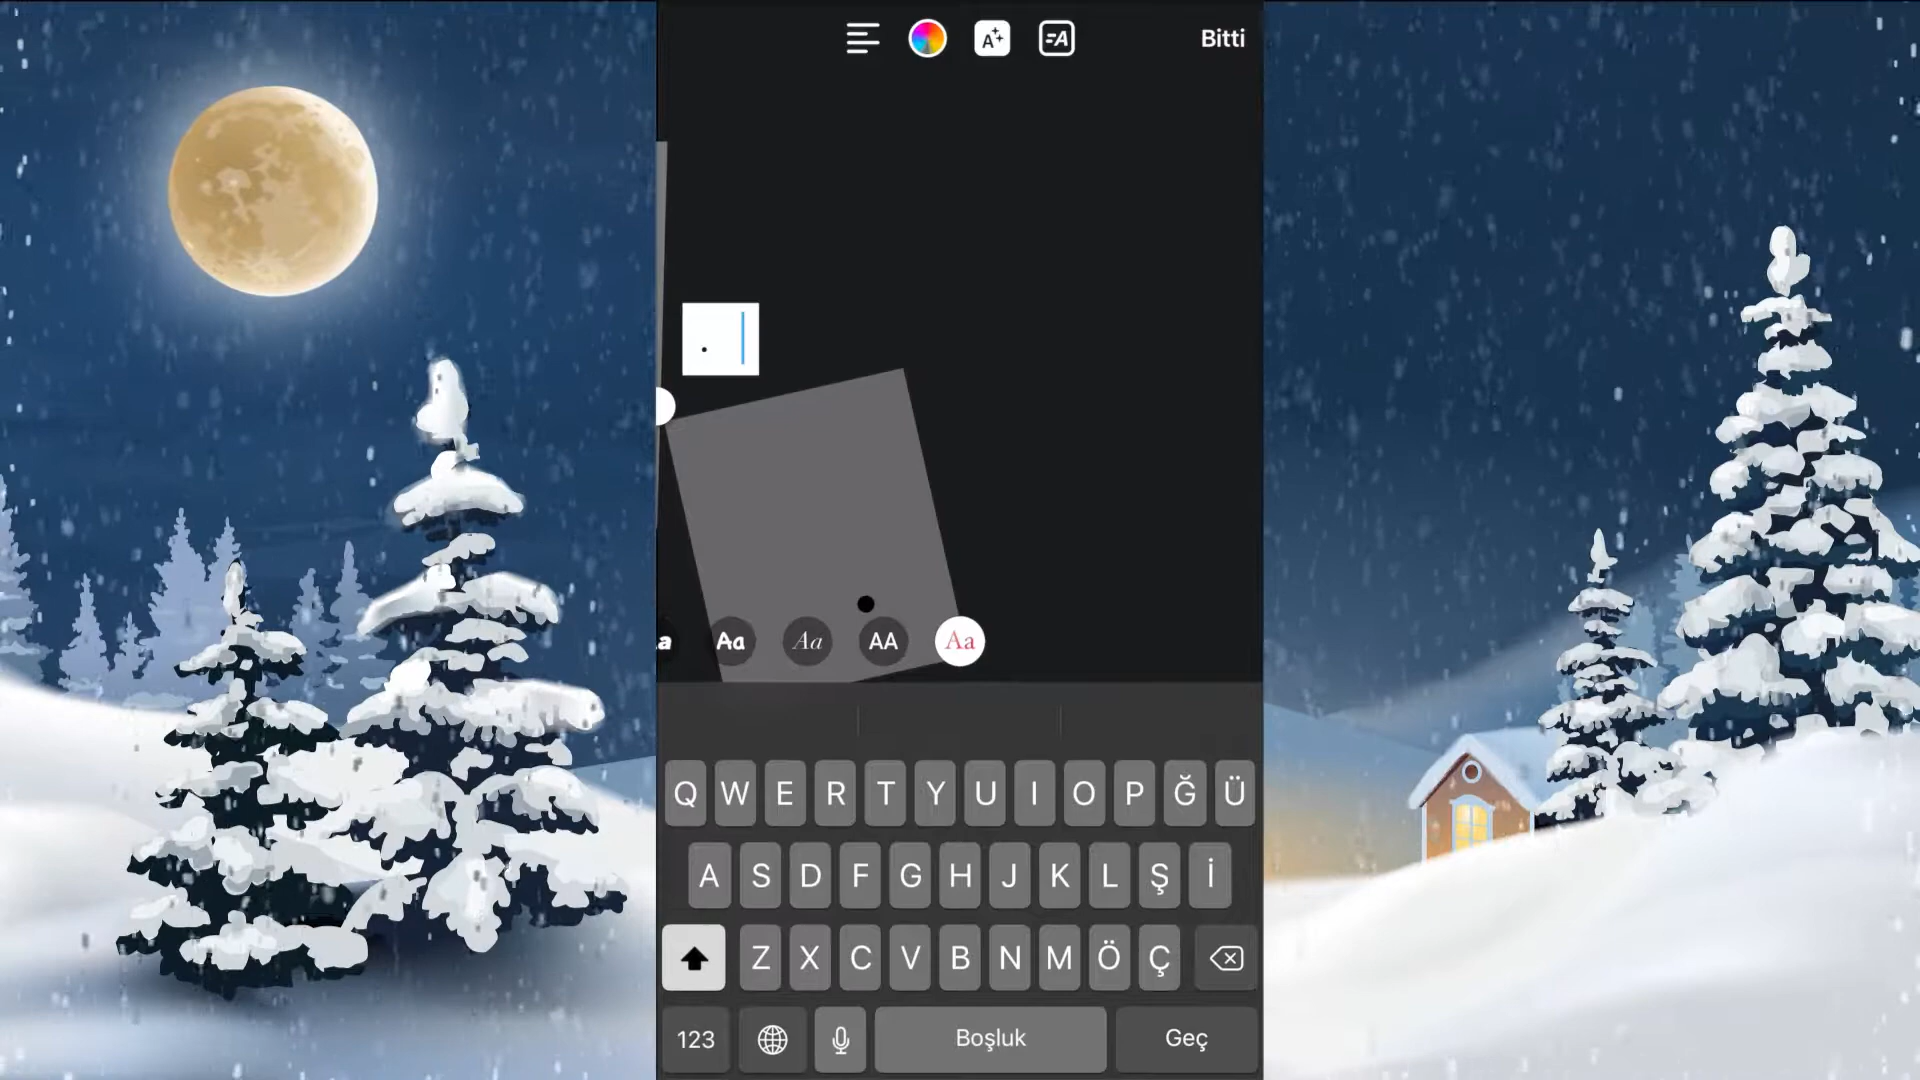 Bitti
.
a Aa Aa AA Aa
Q W E R T Y U I O P Ğ Ü
A S D F G H J K L Ş İ
Z X C V B N M Ö Ç
123 Boşluk Geç